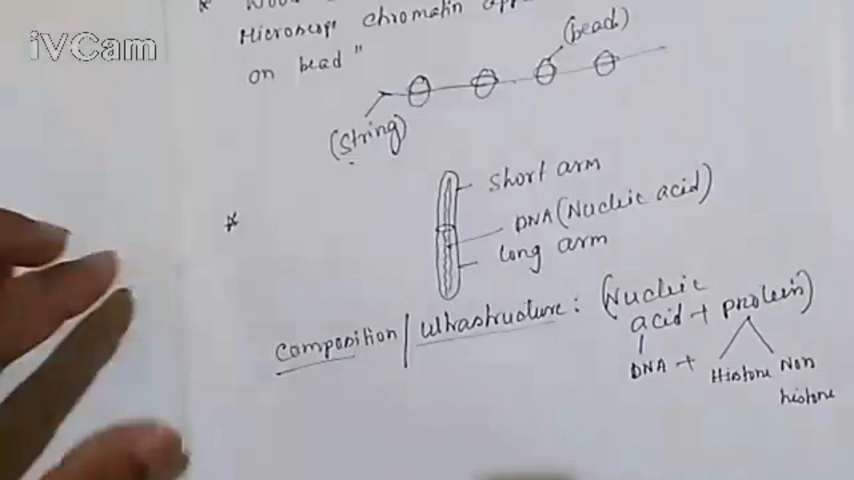 iVCam
Microscope chromatin
on bead"
(bead)
(string)
* short arm
DNA (Nucleic acid)
long arm
Composition/ultrastructure: (Nucleic
acid + protein)
DNA + Histone Non
histone